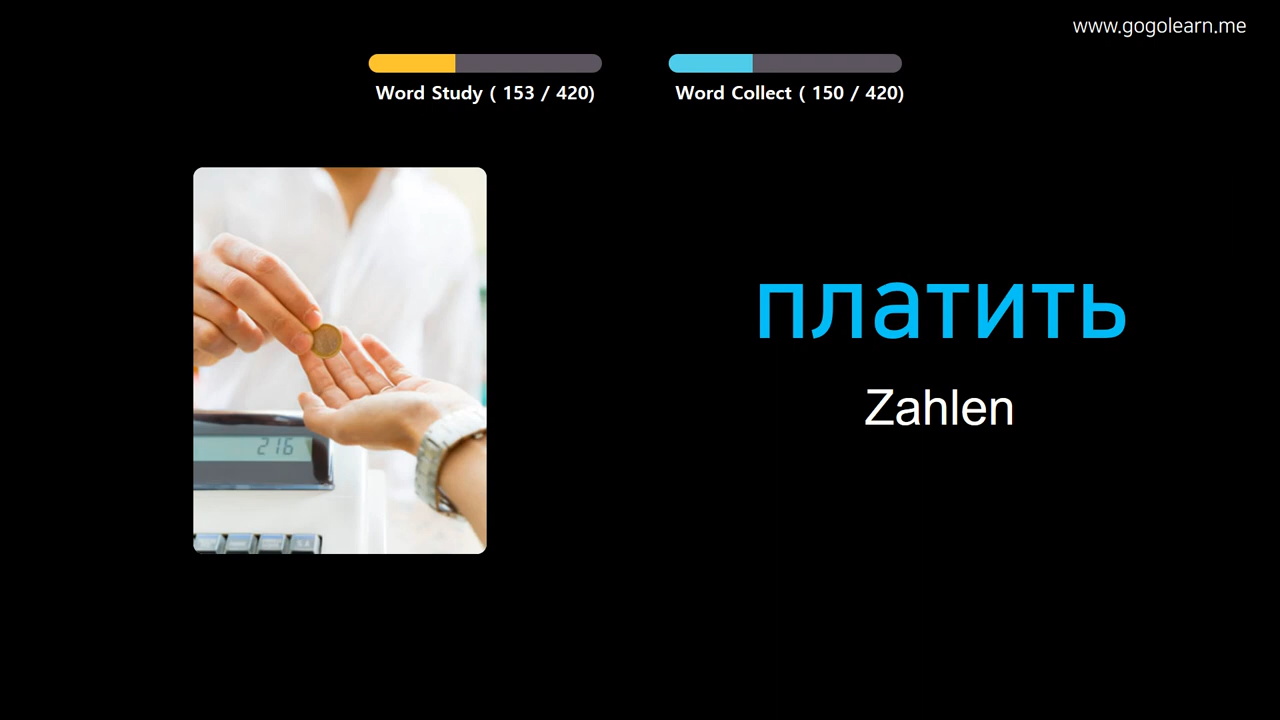 www.gogolearn.me
Word Study ( 153 / 420)
Word Collect ( 150 / 420)
платить
Zahlen
216